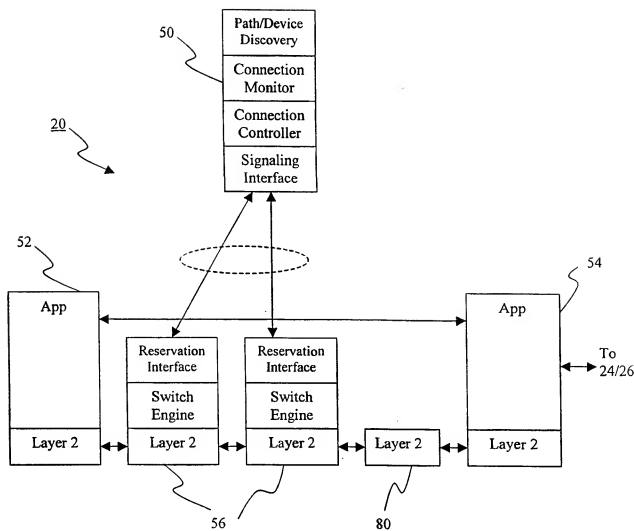 Path/Device
Discovery
50
Connection
Monitor
Connection
Controller
20
Signaling
Interface
52
54
App
App
Reservation
Interface
Reservation
Interface
To
24/26
Switch
Engine
Switch
Engine
Layer 2
Layer 2
Layer 2
Layer 2
Layer 2
56
80